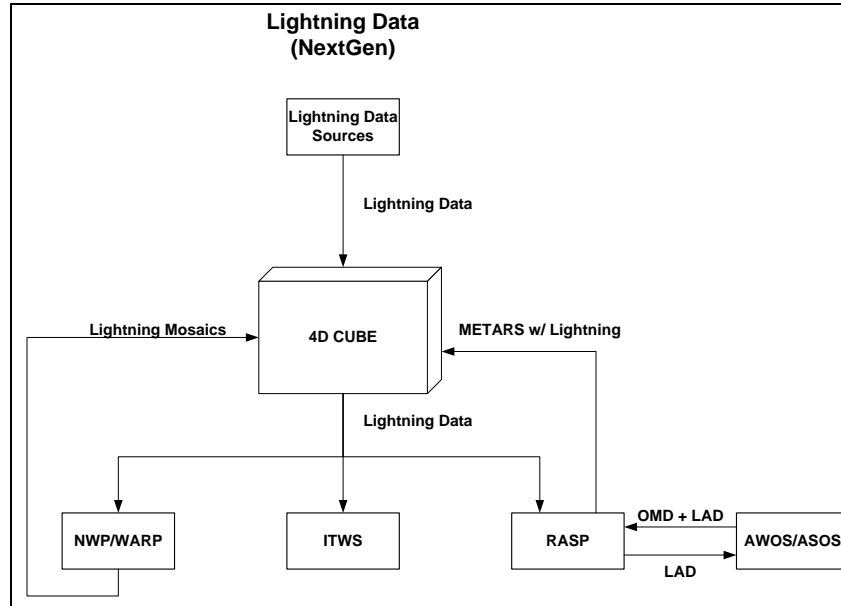 Lightning Data
(NextGen)
Lightning Data
Sources
Lightning Data
Lightning Mosaics
4D CUBE
METARS w/ Lightning
Lightning Data
NWP/WARP
ITWS
RASP
OMD + LAD
LAD
AWOS/ASOS